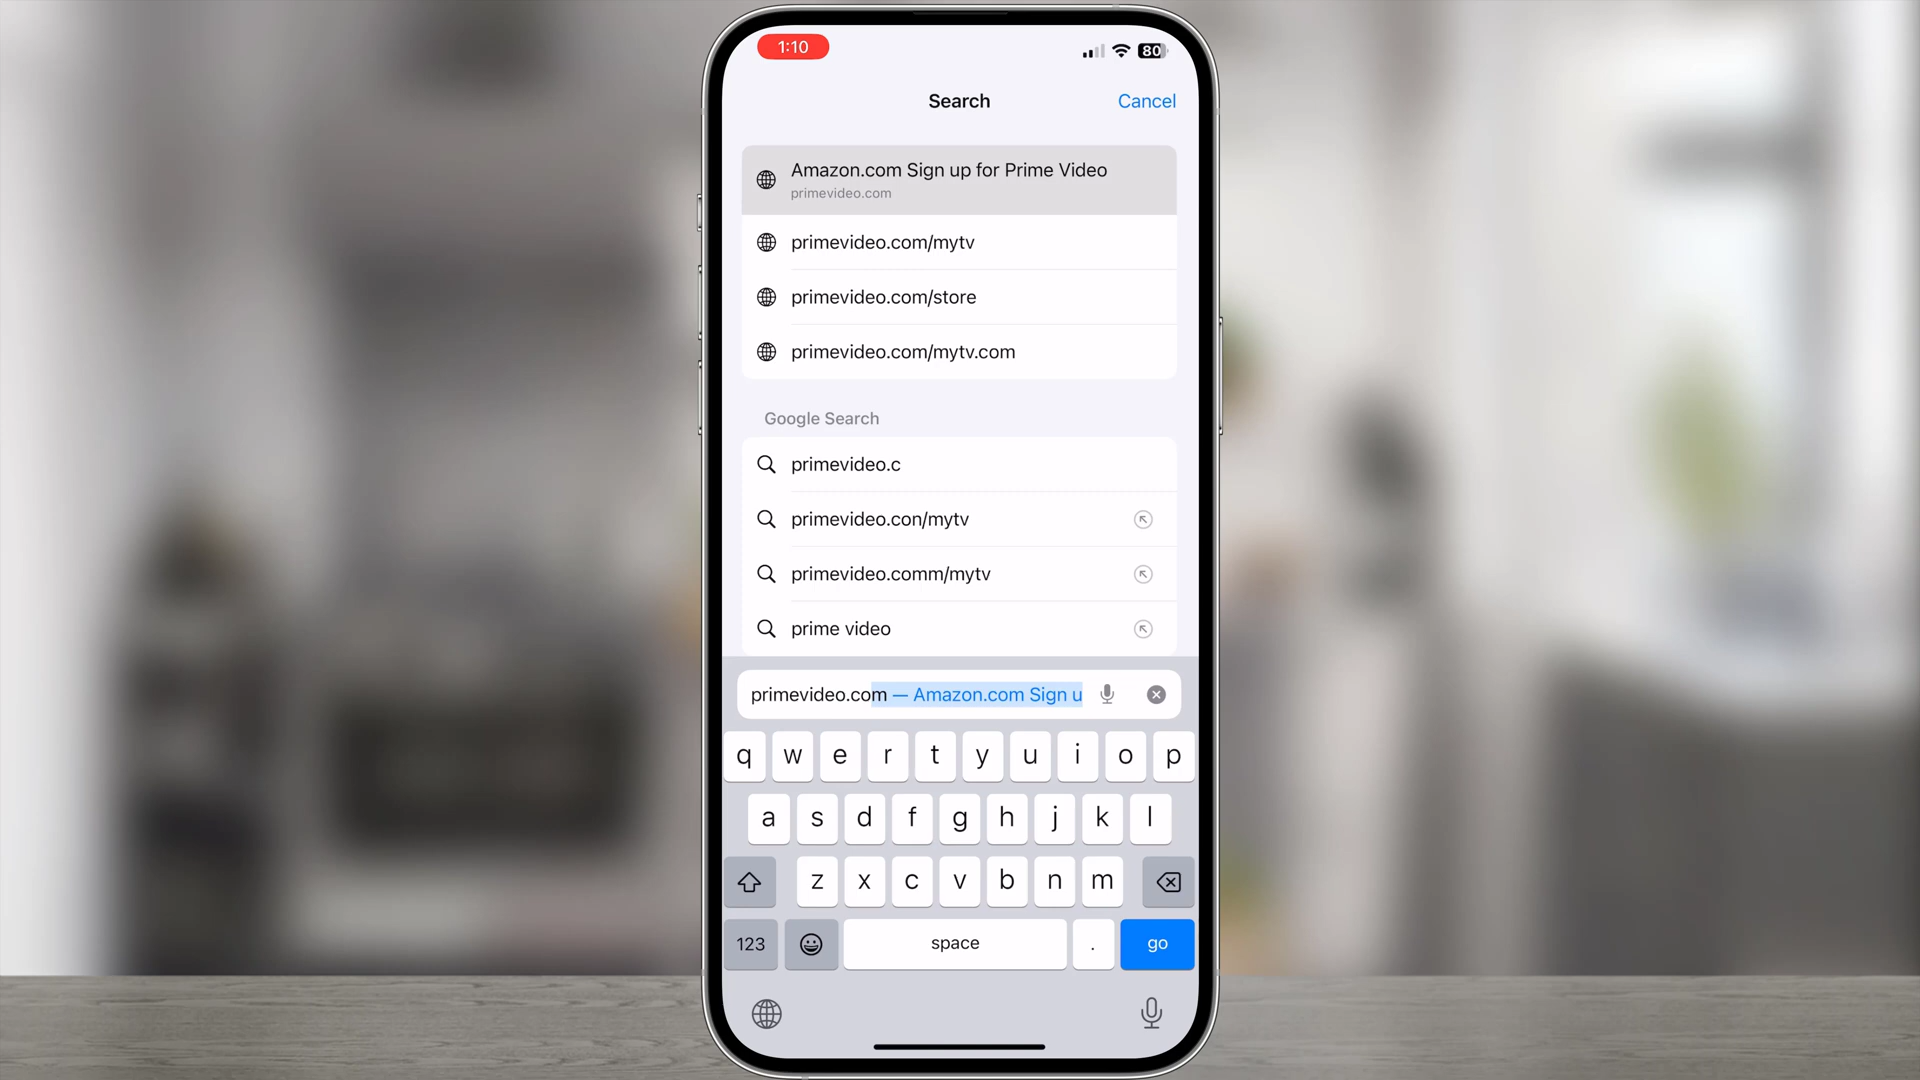 1:10
80
Search
Cancel
Amazon.com Sign up for Prime Video
primevideo.com
primevideo.com/mytv
primevideo.com/store
primevideo.com/mytv.com
Google Search
primevideo.c
primevideo.con/mytv
primevideo.comm/mytv
prime video
primevideo.com — Amazon.com Sign u
q w e r t y u i o p
a s d f g h j k l
z x c v b n m
123
space
.
go